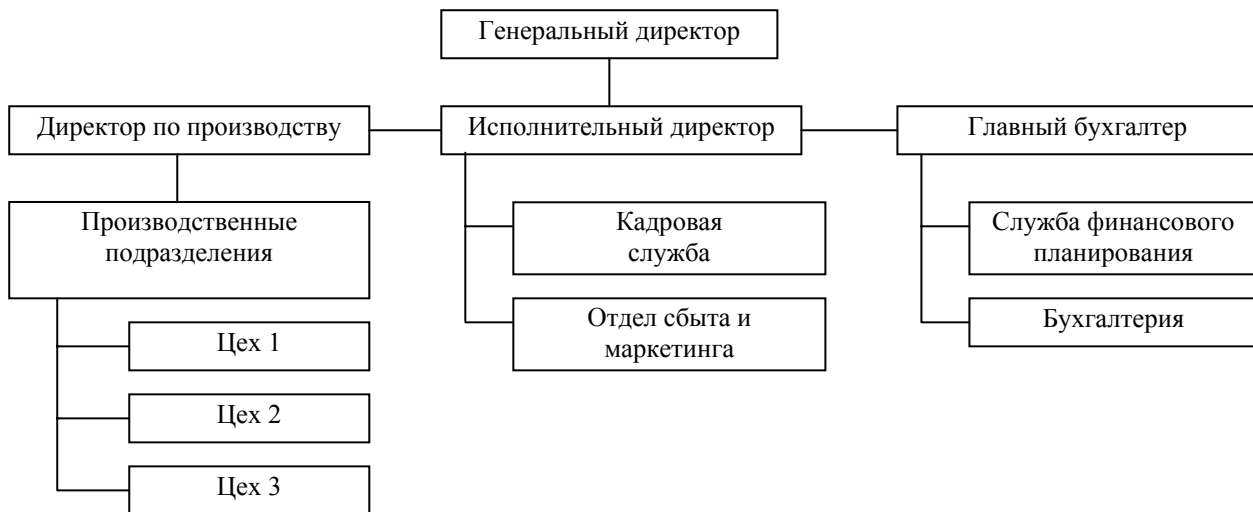 Генеральный директор
Директор по производству
Исполнительный директор
Главный бухгалтер
Производственные
подразделения
Кадровая
служба
Служба финансового
планирования
Отдел сбыта и
маркетинга
Бухгалтерия
Цех 1
Цех 2
Цех 3